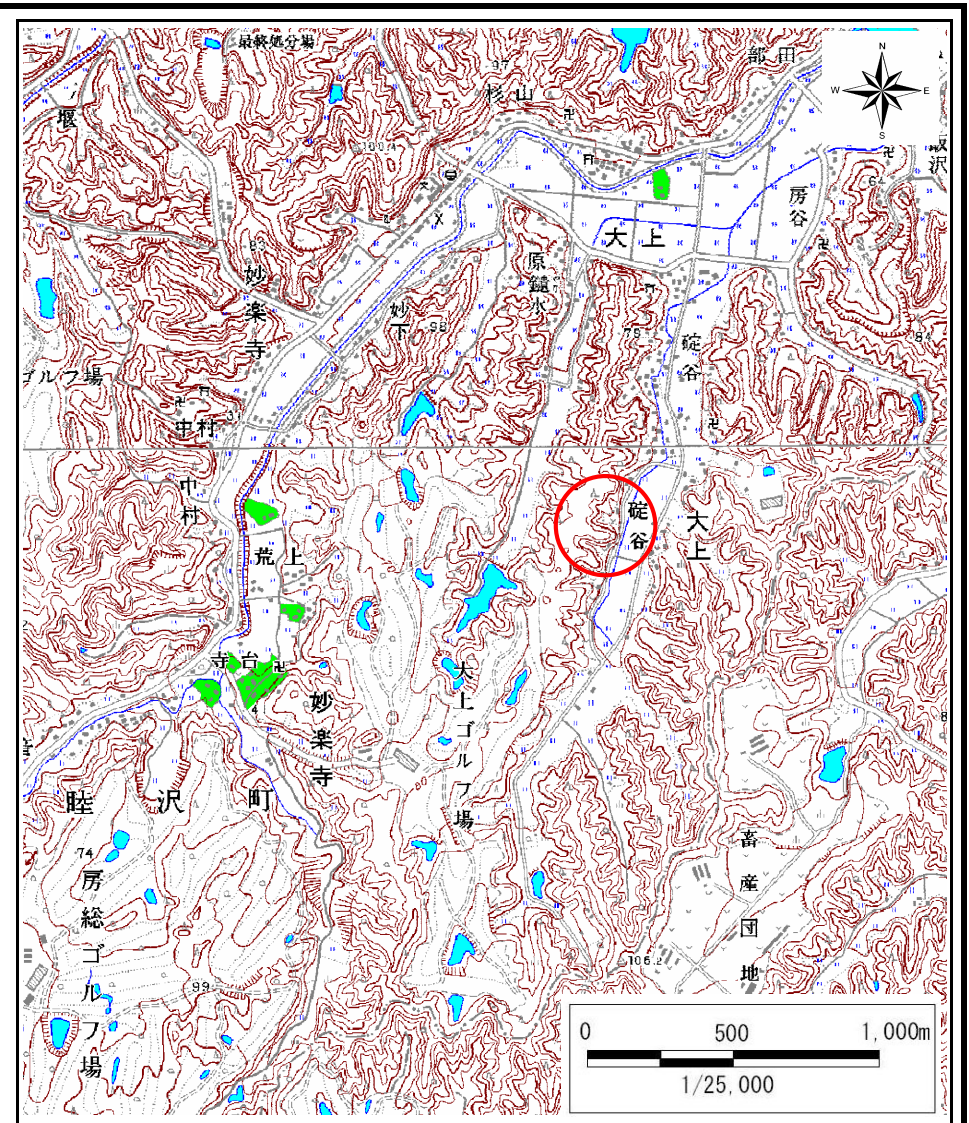 最終処分場
部田
N
W
E
S
97
杉山
堰
房谷
64
大上
83
妙楽寺
原鑓水
妙下
98
79
碇谷
84
ゴルフ場
中村
中村
碇谷
大上
荒上
寺台
妙楽寺
大上ゴルフ場
睦沢町
74
房総ゴルフ場
99
畜産団地
106.2
0 500 1,000m
1/25,000